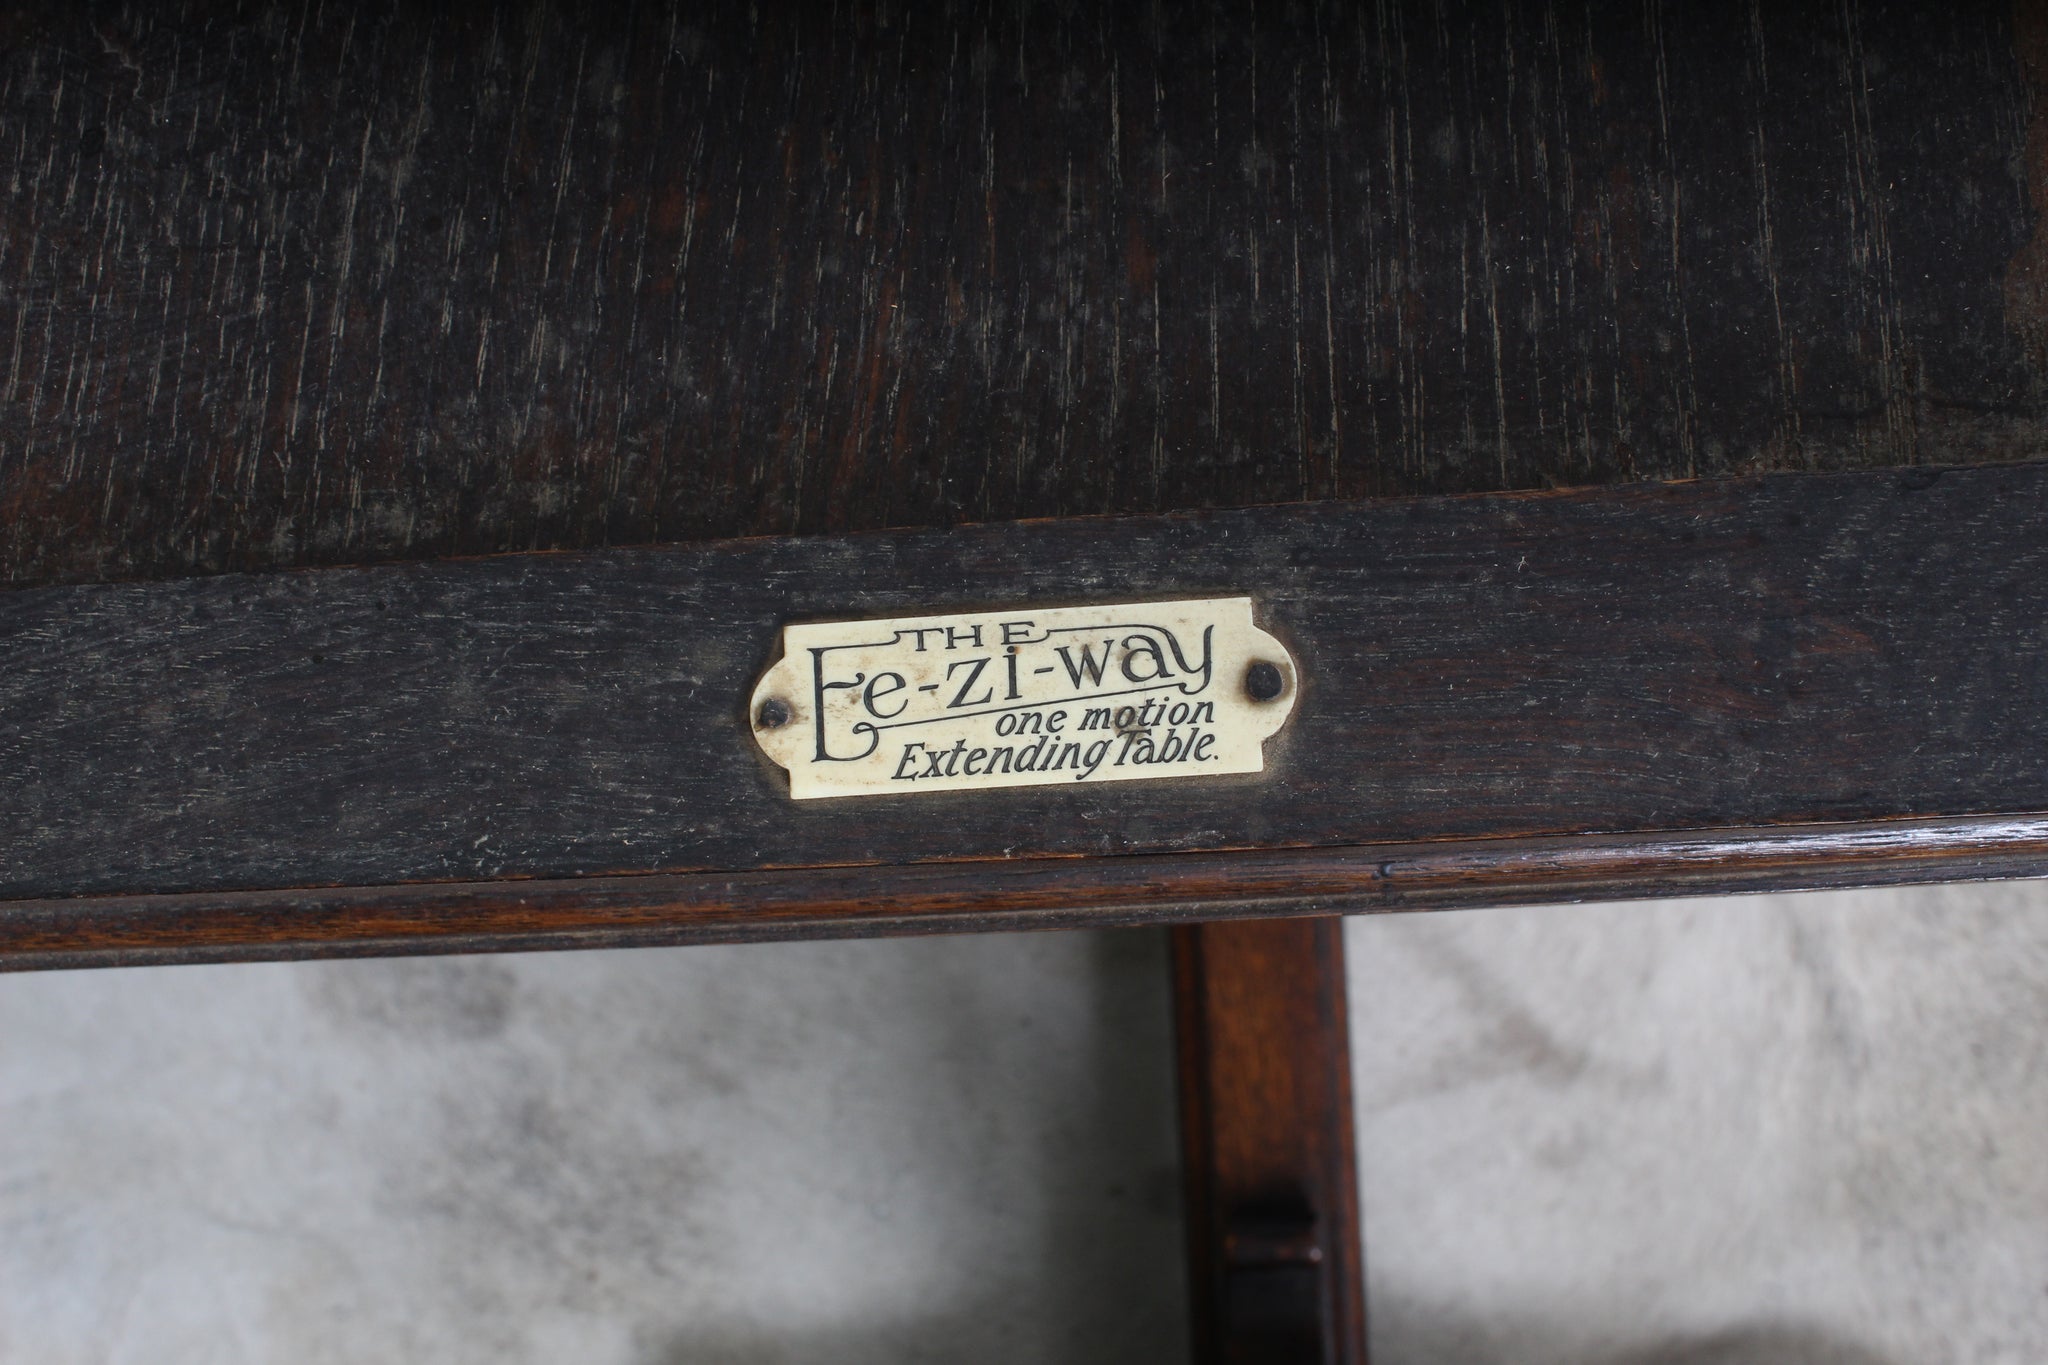 THE
Ee-zi-way
one motion
Extending Table.